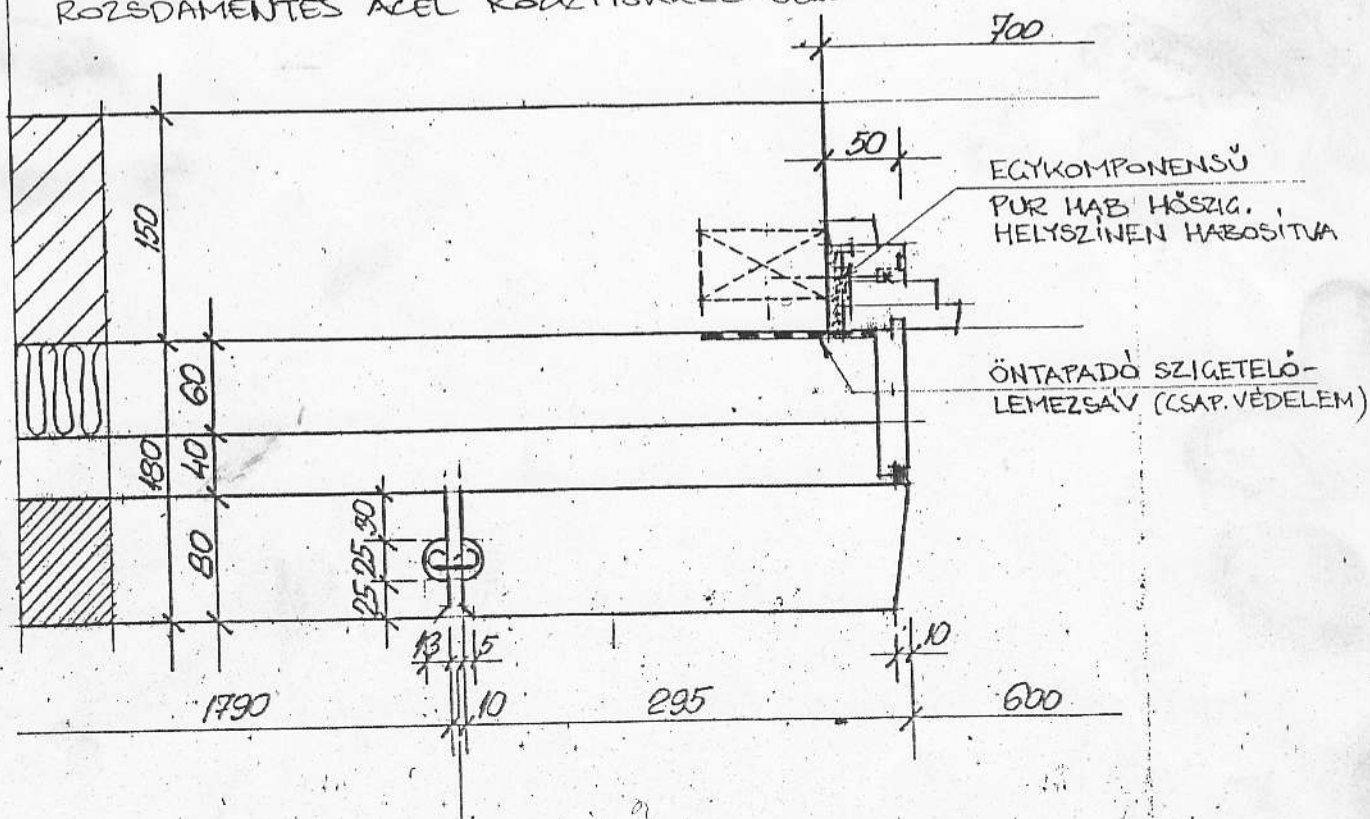 ROZSDAMENTES ACÉL
700
50
EGYKOMPONENSŰ
PUR HAB HŐSZIG.
HELYSZÍNEN HABOSÍTVA
150
ÖNTAPADÓ SZIGETELŐ-
LEMEZSÁV (CSAP. VÉDELEM)
60
180
40
80
30
25
25
13
5
10
1790
10
295
600